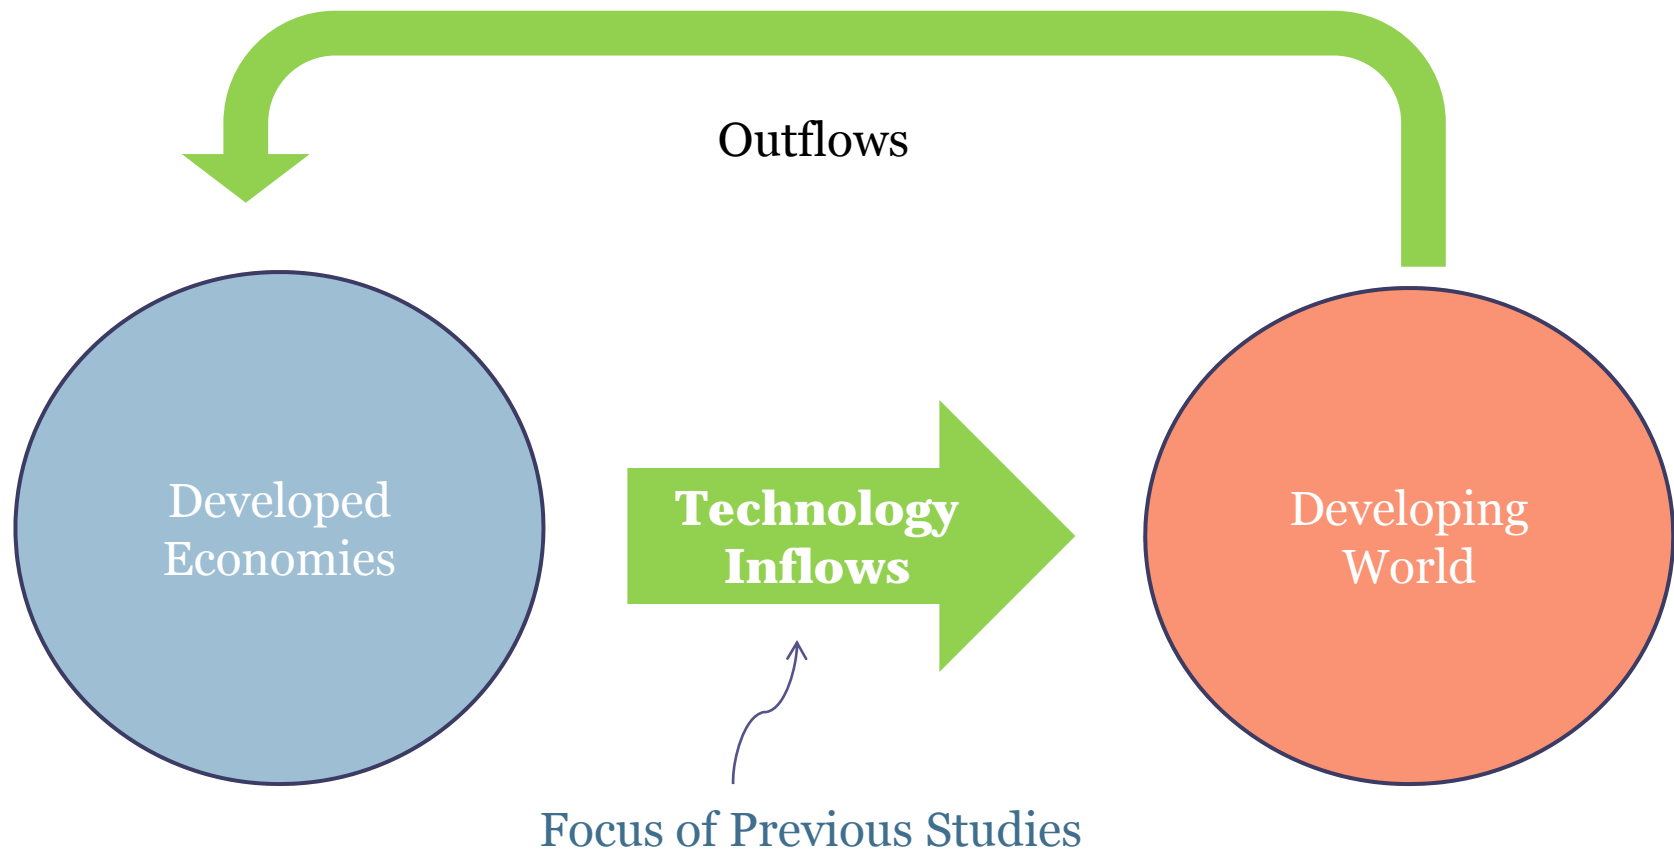 Outflows
Developed
Economies
Technology
Inflows
Developing
World
Focus of Previous Studies